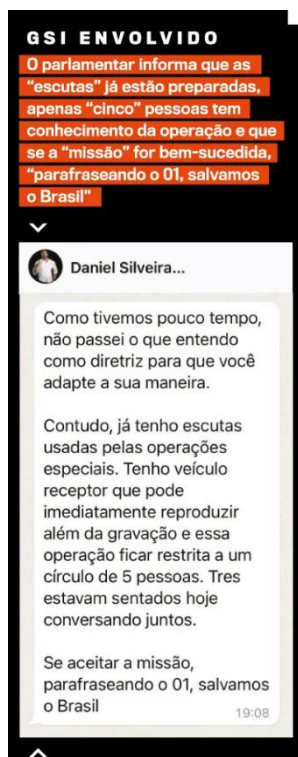 GSI ENVOLVIDO
O parlamentar informa que as
“escutas” já estão preparadas,
apenas “cinco” pessoas tem
conhecimento da operação e que
se a “missão” for bem-sucedida,
“parafraseando o 01, salvamos
o Brasil”
Daniel Silveira...
Como tivemos pouco tempo,
não passei o que entendo
como diretriz para que você
adapte a sua maneira.
Contudo, já tenho escutas
usadas pelas operações
especiais. Tenho veículo
receptor que pode
imediatamente reproduzir
além da gravação e essa
operação ficar restrita a um
círculo de 5 pessoas. Tres
estavam sentados hoje
conversando juntos.
Se aceitar a missão,
parafraseando o 01, salvamos
o Brasil
19:08